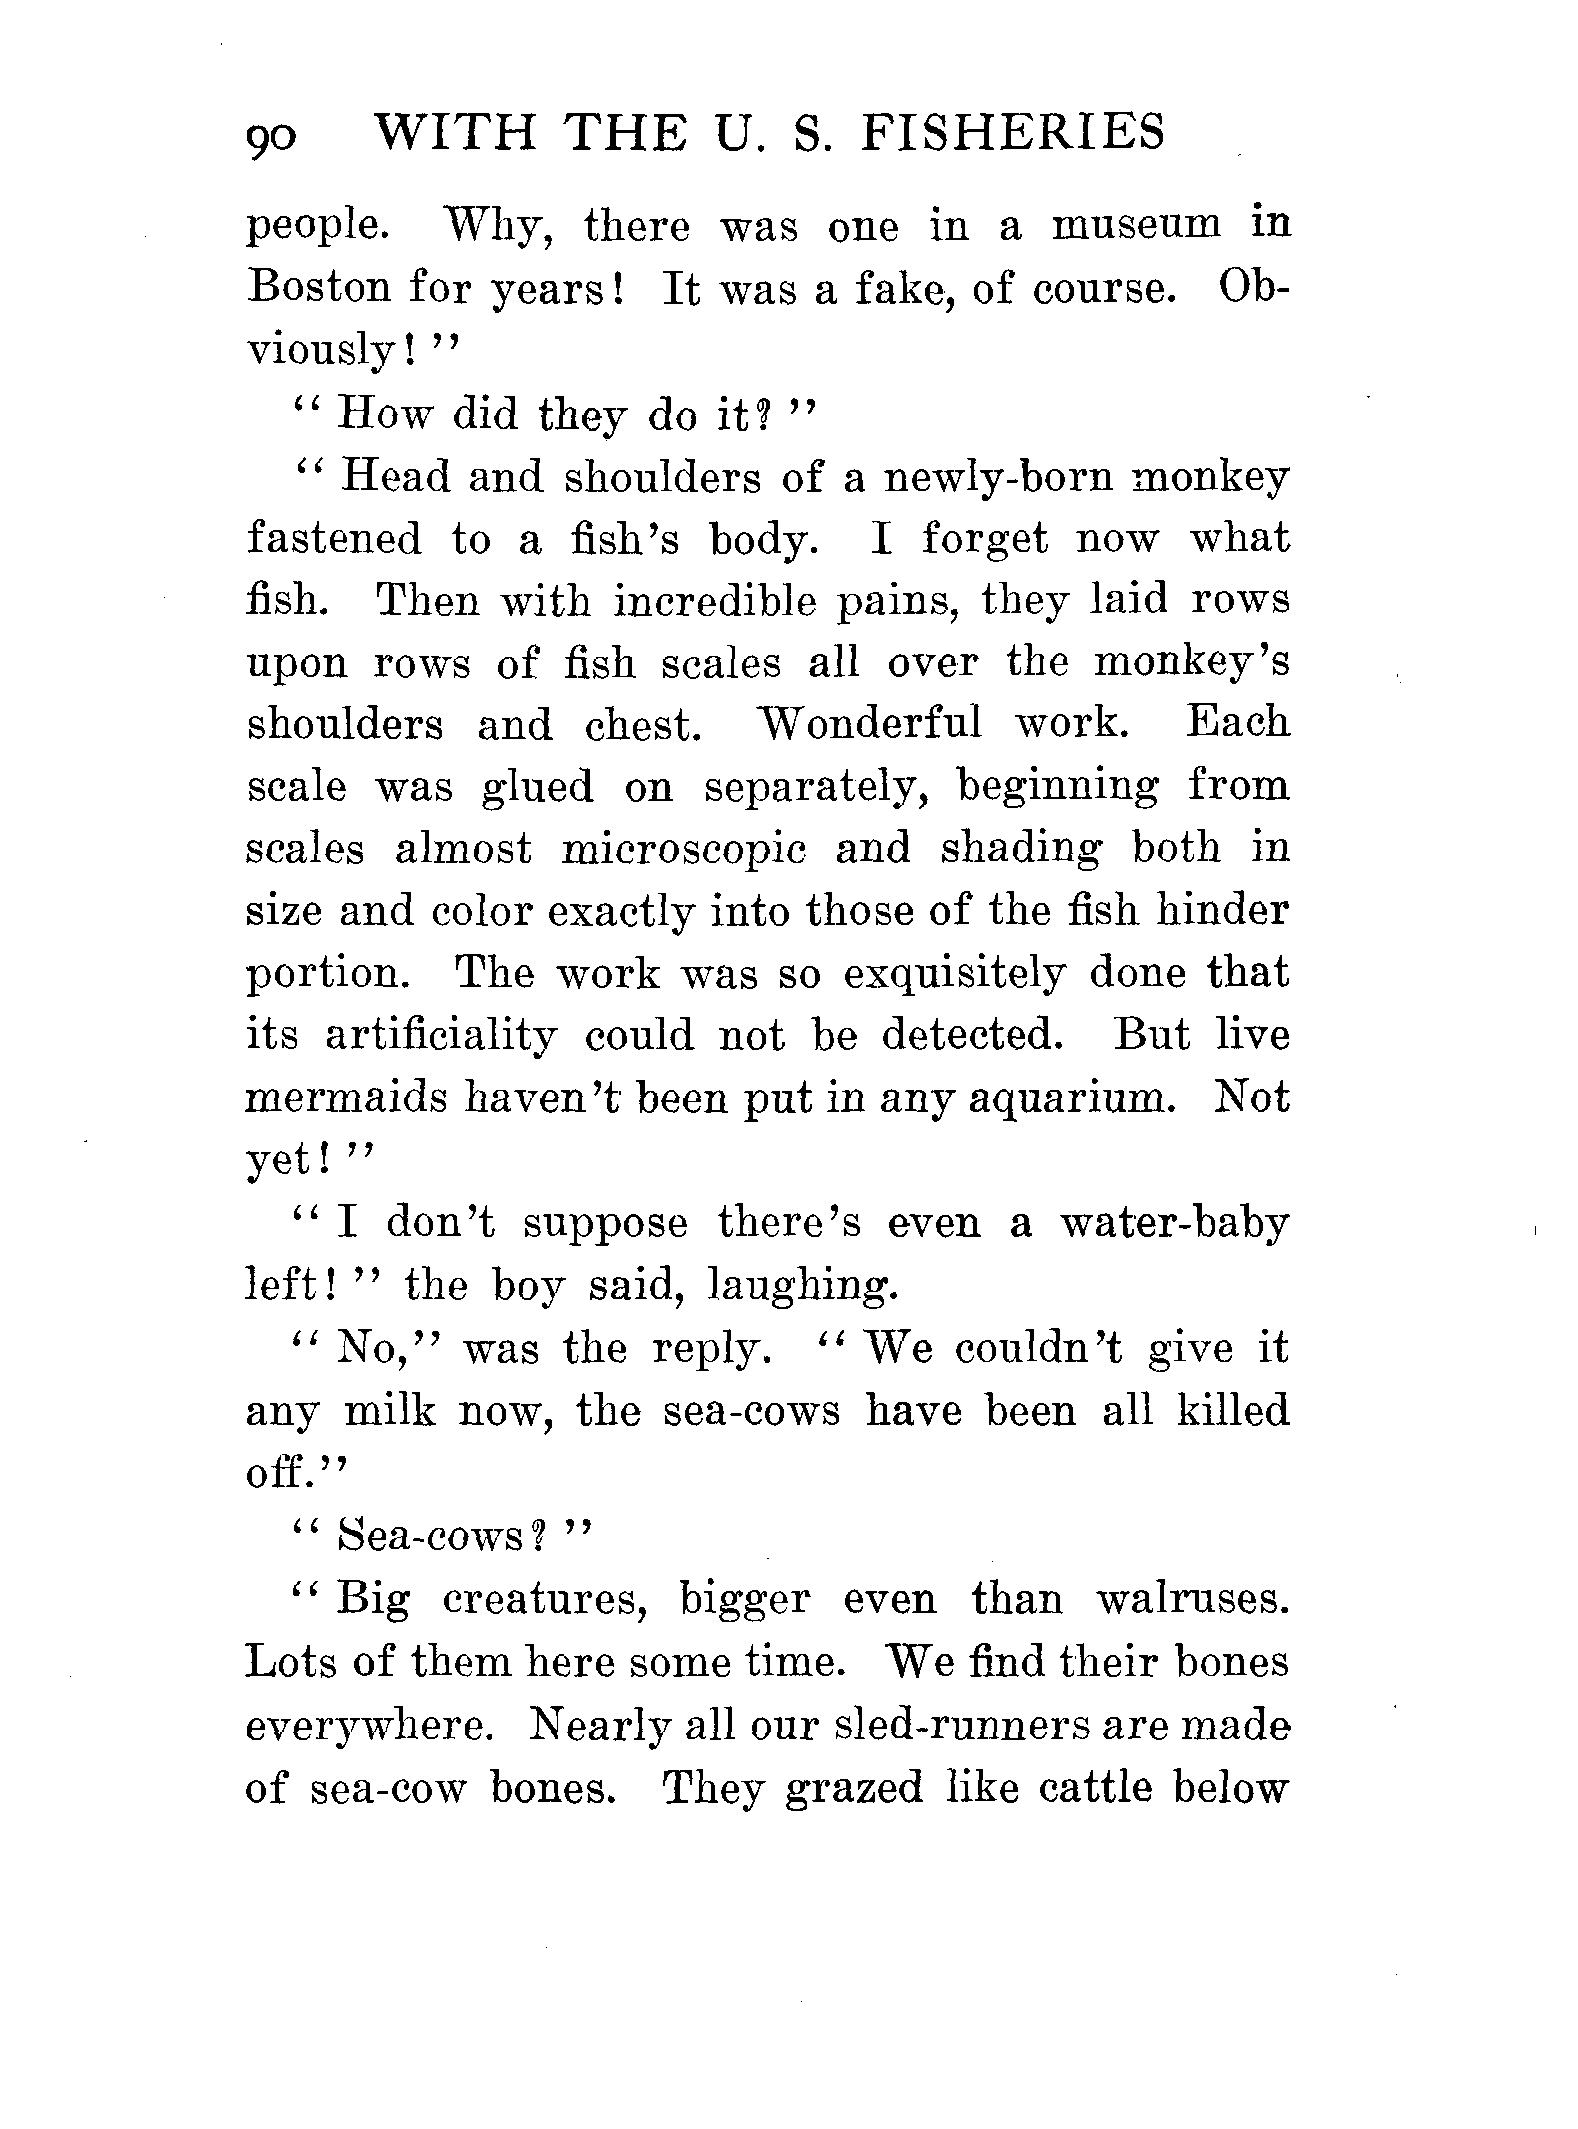 90 WITH THE U. S. FISHERIES
people. Why, there was one in a museum in
Boston for years! It was a fake, of course. Ob-
viously! ”
“ How did they do it? ”
“ Head and shoulders of a newly-born monkey
fastened to a fish’s body. I forget now what
fish. Then with incredible pains, they laid rows
upon rows of fish scales all over the monkey’s
shoulders and chest. Wonderful work. Each
scale was glued on separately, beginning from
scales almost microscopic and shading both in
size and color exactly into those of the fish hinder
portion. The work was so exquisitely done that
its artificiality could not be detected. But live
mermaids haven’t been put in any aquarium. Not
yet! ”
“ I don’t suppose there’s even a water-baby
left! ” the boy said, laughing.
“ No,” was the reply. “ We couldn’t give it
any milk now, the sea-cows have been all killed
off.”
“ Sea-cows? ”
“ Big creatures, bigger even than walruses.
Lots of them here some time. We find their bones
everywhere. Nearly all our sled-runners are made
of sea-cow bones. They grazed like cattle below